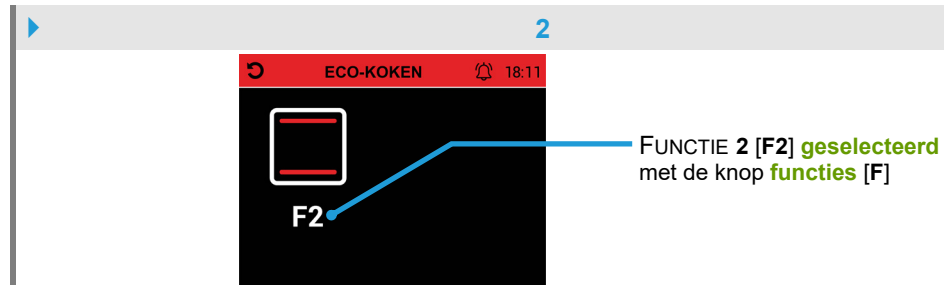 2
ECO-KOKEN 18:11
F2
FUNCTIE 2 [F2] geselecteerd
met de knop functies [F]